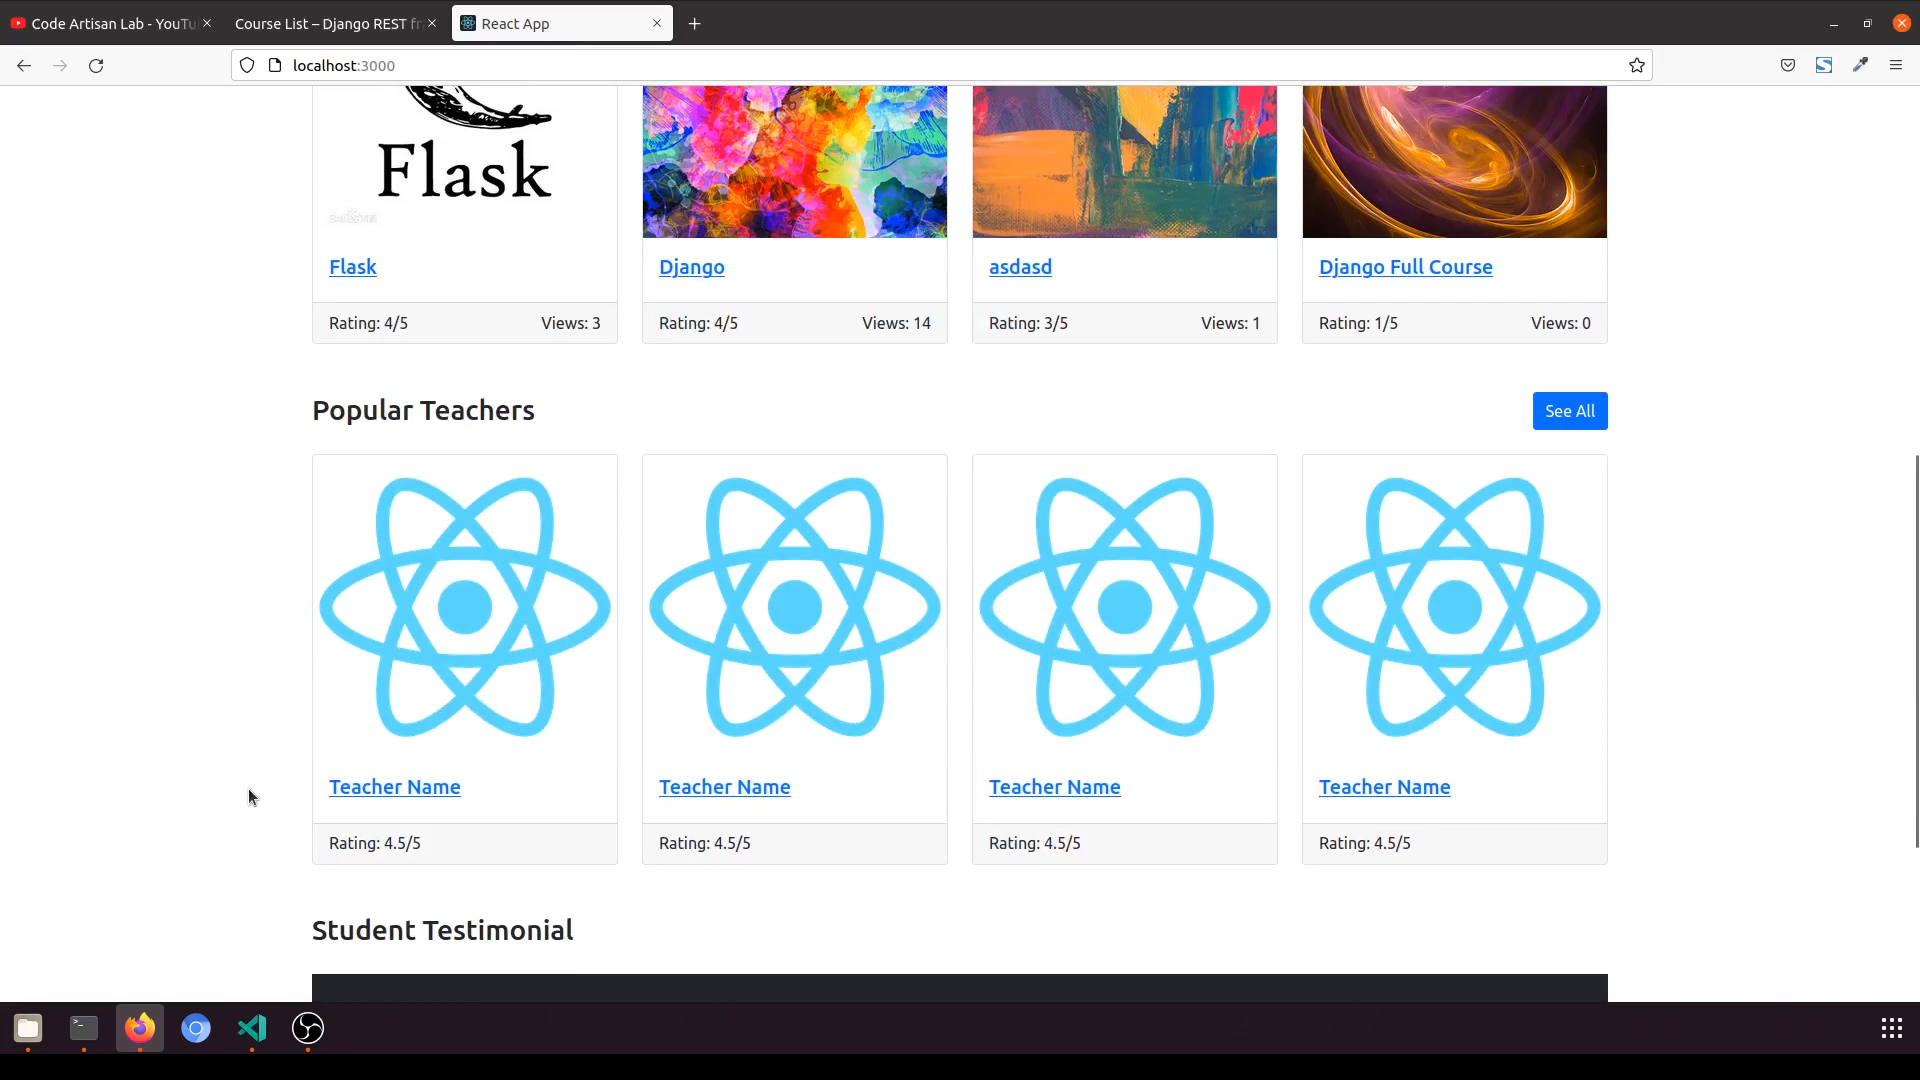 Code Artisan Lab - YouTu
Course List – Django REST fr
React App
localhost:3000
Flask
Flask
Django
asdasd
Django Full Course
Rating: 4/5
Views: 3
Rating: 4/5
Views: 14
Rating: 3/5
Views: 1
Rating: 1/5
Views: 0
Popular Teachers
See All
Teacher Name
Teacher Name
Teacher Name
Teacher Name
Rating: 4.5/5
Rating: 4.5/5
Rating: 4.5/5
Rating: 4.5/5
Student Testimonial